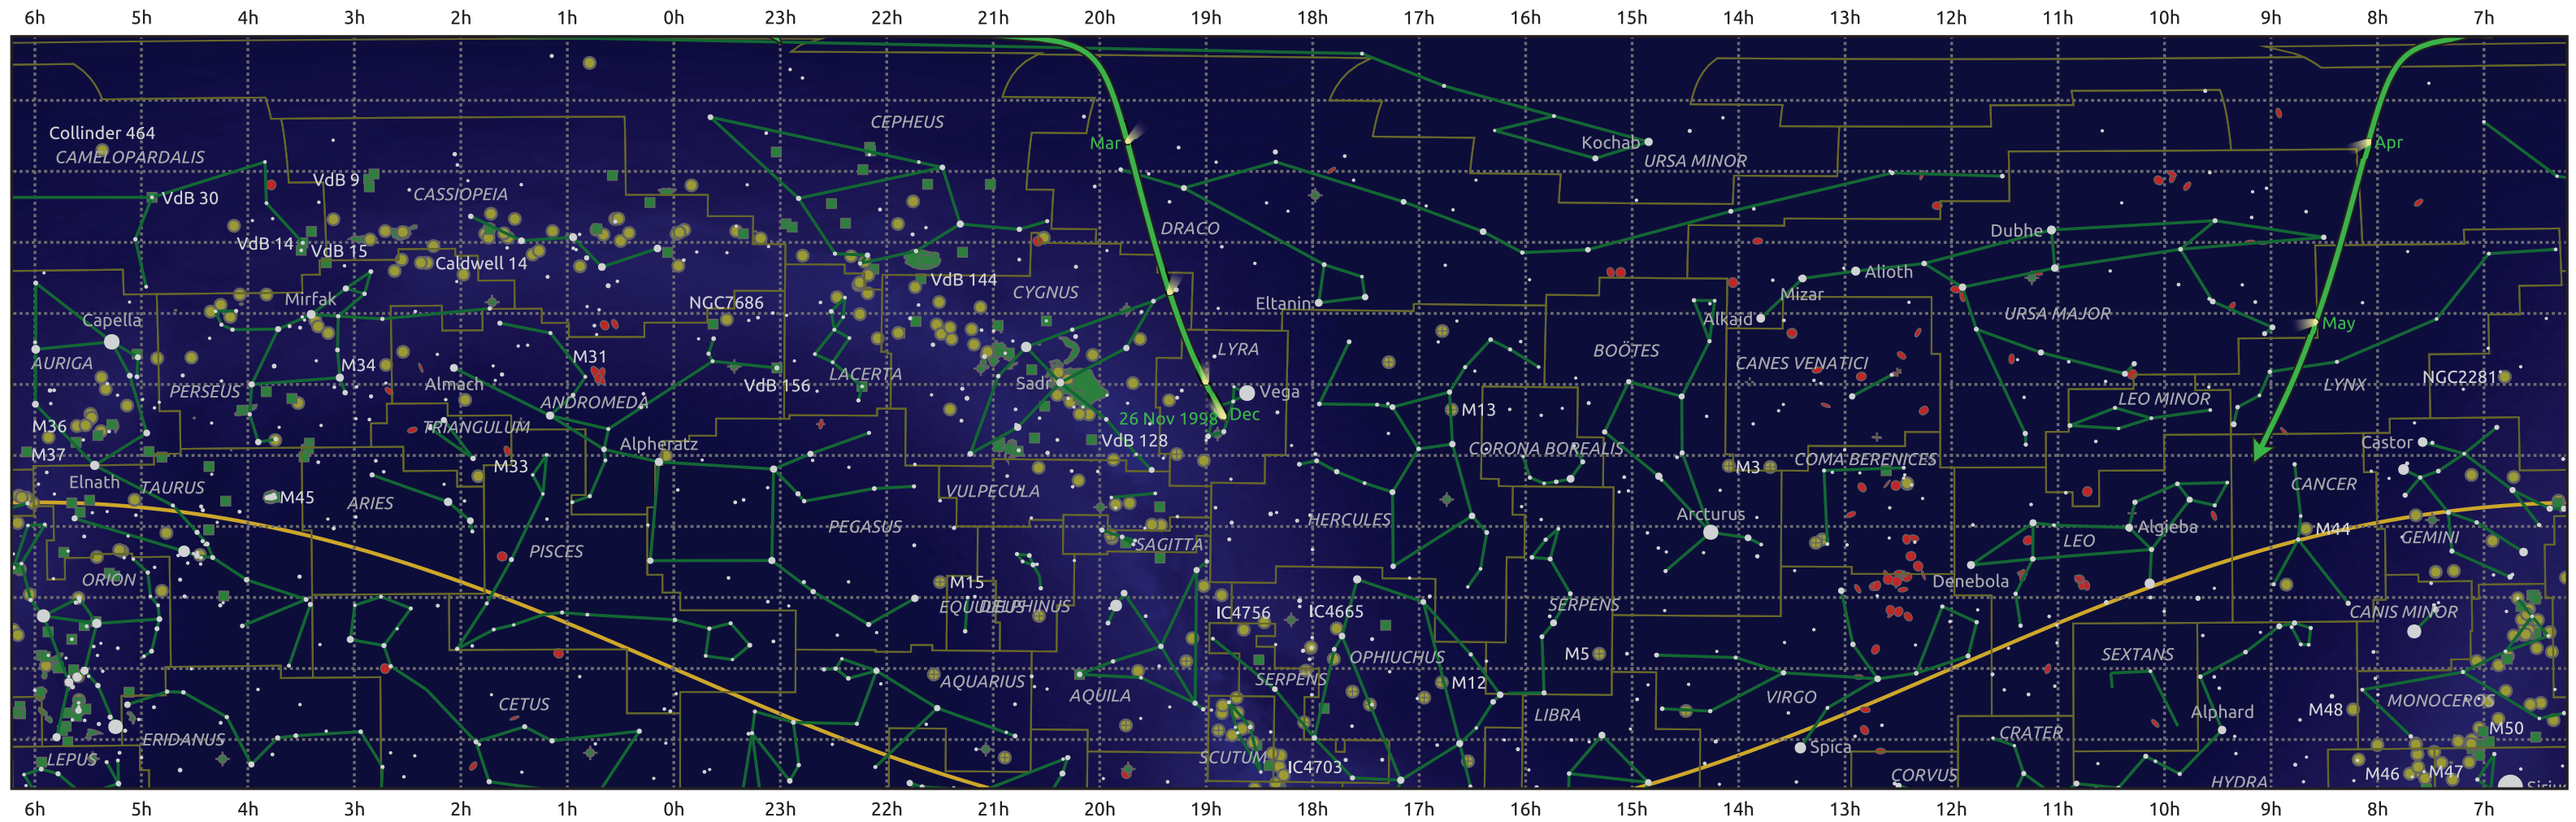 6h 5h 4h 3h 2h 1h 0h 23h 22h 21h 20h 19h 18h 17h 16h 15h 14h 13h 12h 11h 10h 9h 8h 7h
Collinder 464
CEPHEUS
Mar
Kochab
Apr
CAMELOPARDALIS
URSA MINOR
VdB 30
VdB 9
CASSIOPEIA
DRACO
Dubhe
VdB 14
VdB 15
Caldwell 14
VdB 144
Alioth
Mirfak
NGC7686
CYGNUS
Eltanin
Mizar
URSA MAJOR
Capella
Alkaid
May
AURIGA
M34
M31
LYRA
BOÖTES
CANES VENATICI
PERSEUS
Almach
VdB 156
LACERTA
Sadr
Vega
LYNX
NGC2281
ANDROMEDA
LEO MINOR
M36
TRIANGULUM
26 Nov 1998
Dec
M13
Alpheratz
VdB 128
CORONA BOREALIS
Castor
M37
M33
M3
COMA BERENICES
Elnath
TAURUS
M45
ARIES
VULPECULA
CANCER
PEGASUS
HERCULES
Arcturus
Algieba
M44
PISCES
SAGITTA
LEO
GEMINI
ORION
M15
Denebola
EQUULEUS
DELPHINUS
IC4756
IC4665
SERPENS
CANIS MINOR
OPHIUCHUS
M5
SEXTANS
CETUS
AQUARIUS
AQUILA
SERPENS
M12
VIRGO
MONOCEROS
LIBRA
M48
Alphard
ERIDANUS
CRATER
M50
LEPUS
SCUTUM
IC4703
Spica
CORVUS
HYDRA
M46
M47
Sirius
6h 5h 4h 3h 2h 1h 0h 23h 22h 21h 20h 19h 18h 17h 16h 15h 14h 13h 12h 11h 10h 9h 8h 7h